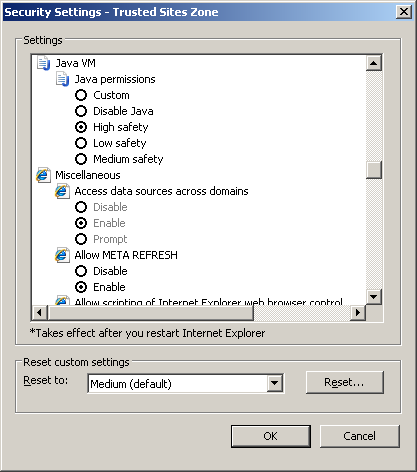 Security Settings - Trusted Sites Zone
Settings
Java VM
Java permissions
Custom
Disable Java
High safety
Low safety
Medium safety
Miscellaneous
Access data sources across domains
Disable
Enable
Prompt
Allow META REFRESH
Disable
Enable
Allow scripting of Internet Explorer web browser control
*Takes effect after you restart Internet Explorer
Reset custom settings
Reset to: Medium (default) Reset...
OK Cancel